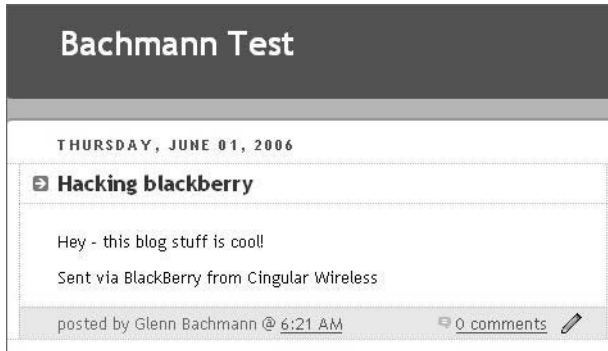 Bachmann Test
THURSDAY, JUNE 01, 2006
Hacking blackberry
Hey - this blog stuff is cool!
Sent via BlackBerry from Cingular Wireless
posted by Glenn Bachmann @ 6:21 AM 0 comments